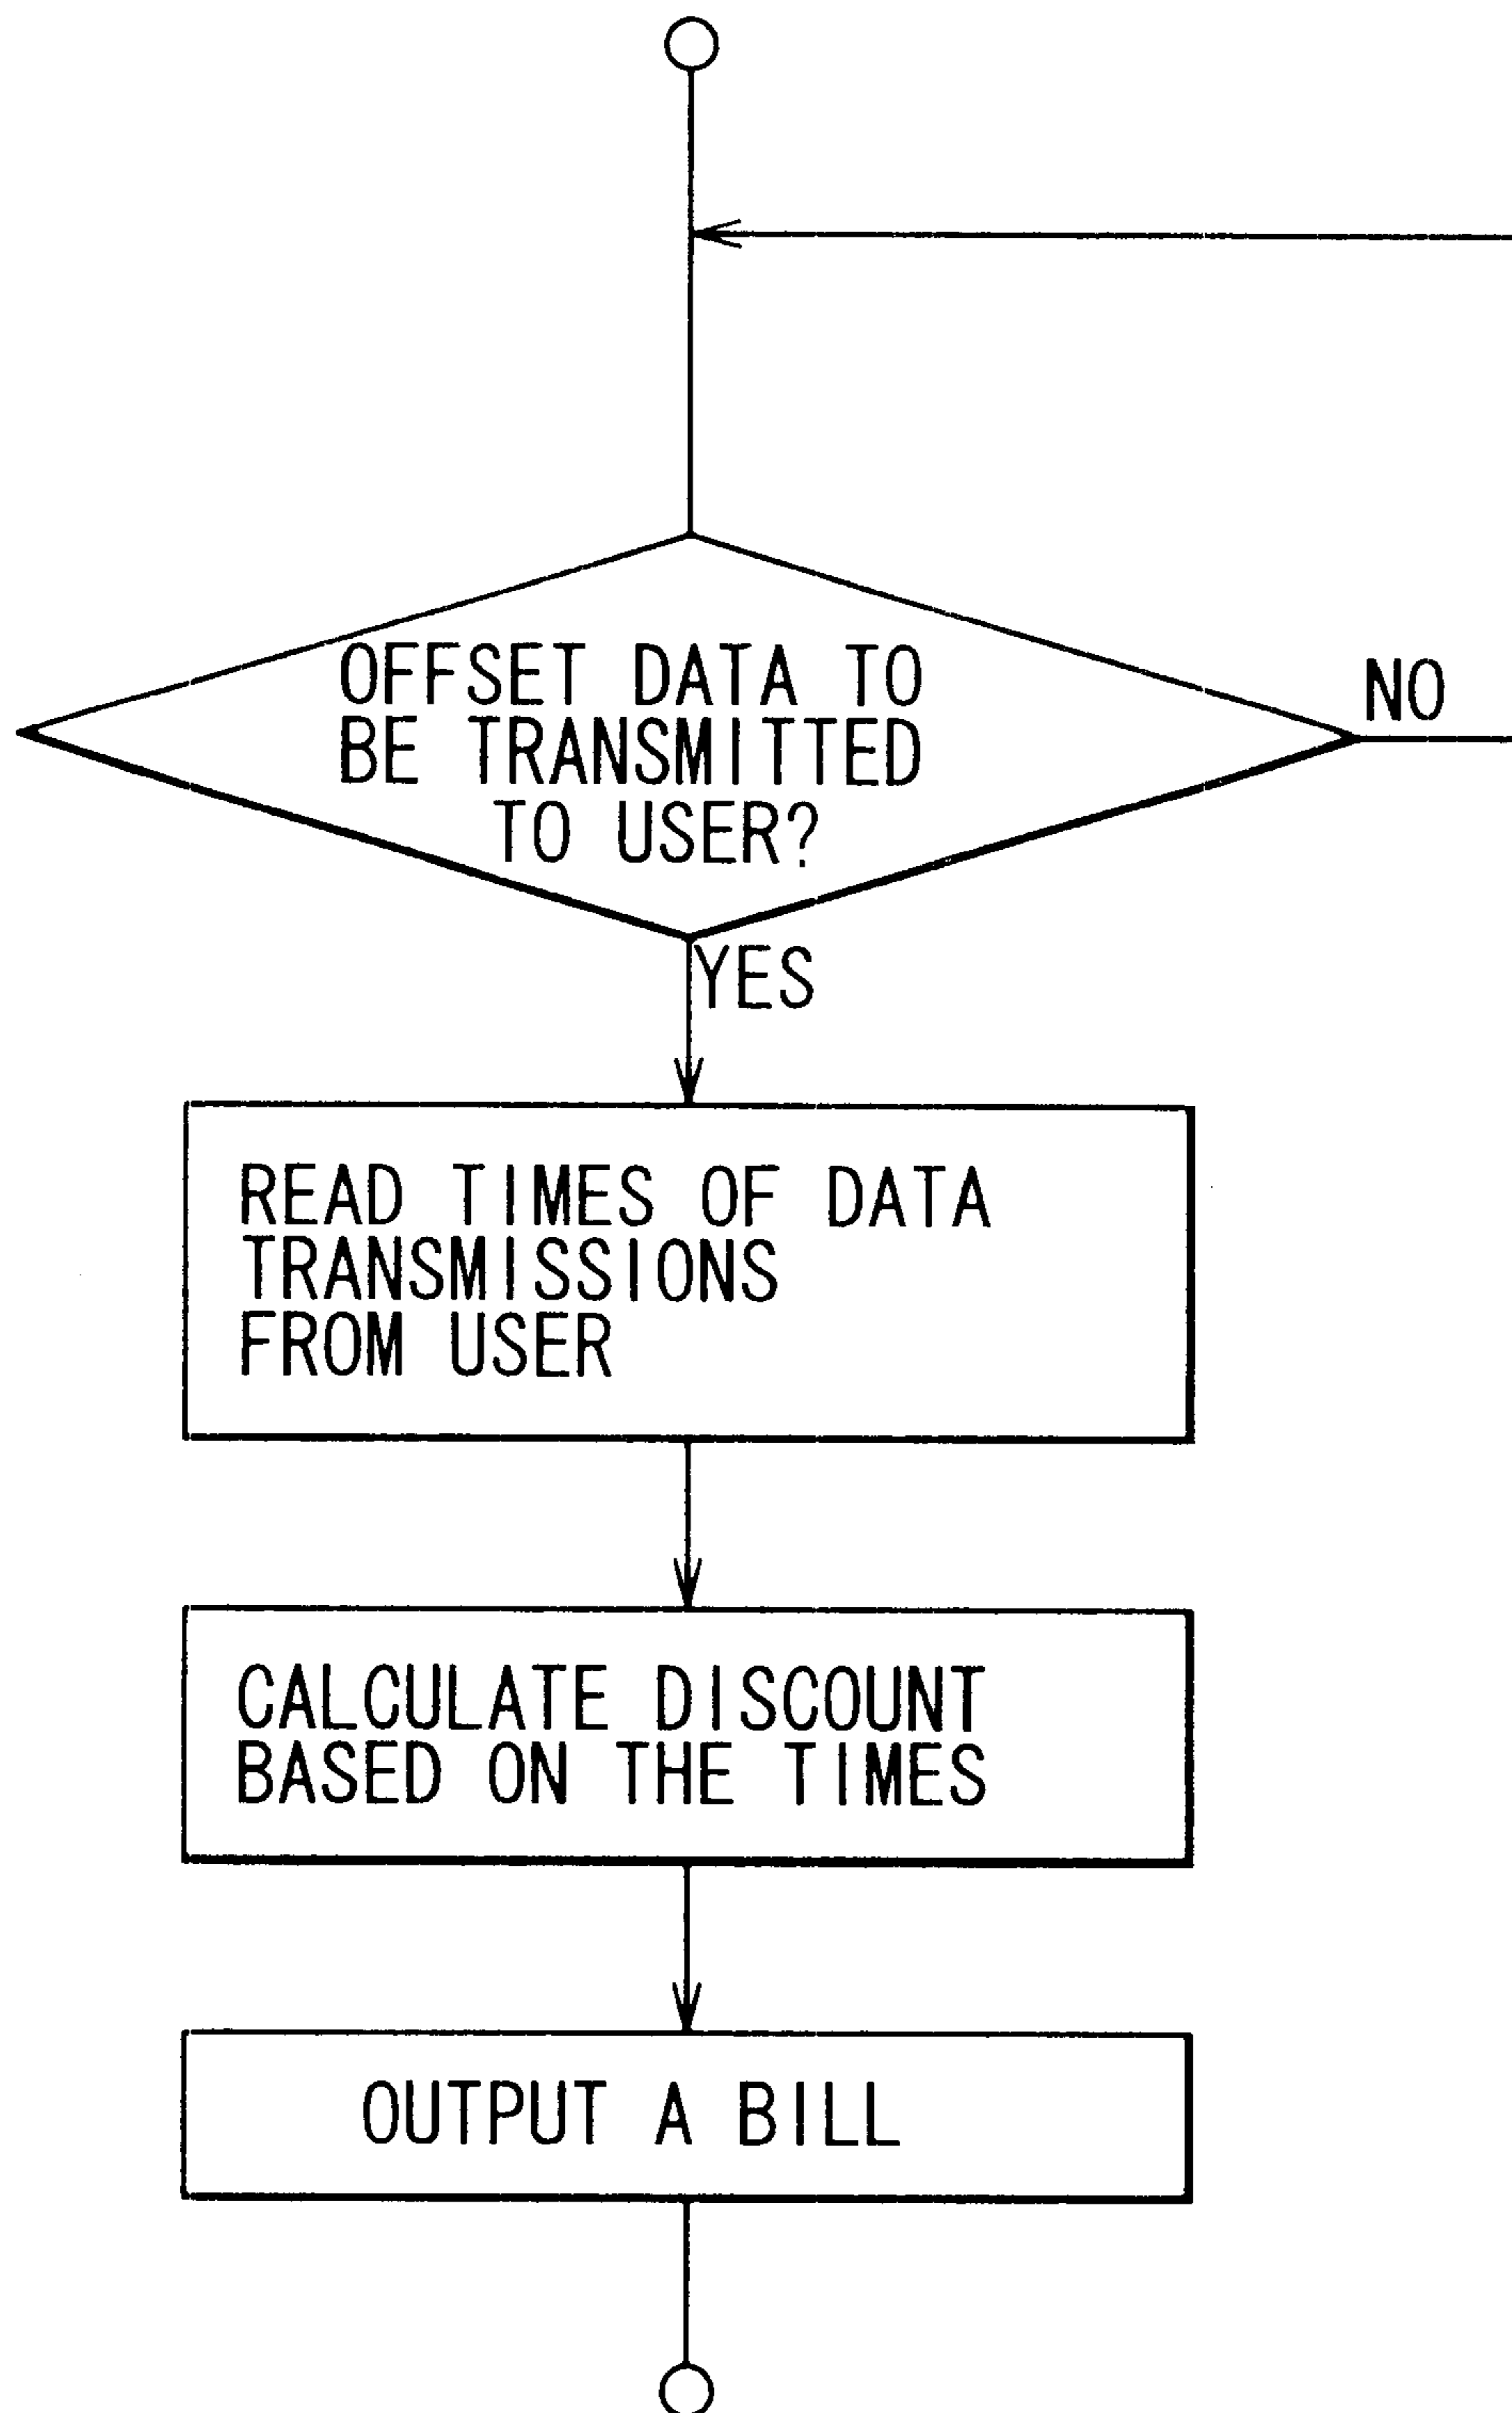 OFFSET DATA TO
BE TRANSMITTED
TO USER?
NO
YES
READ TIMES OF DATA
TRANSMISSIONS
FROM USER
CALCULATE DISCOUNT
BASED ON THE TIMES
OUTPUT A BILL